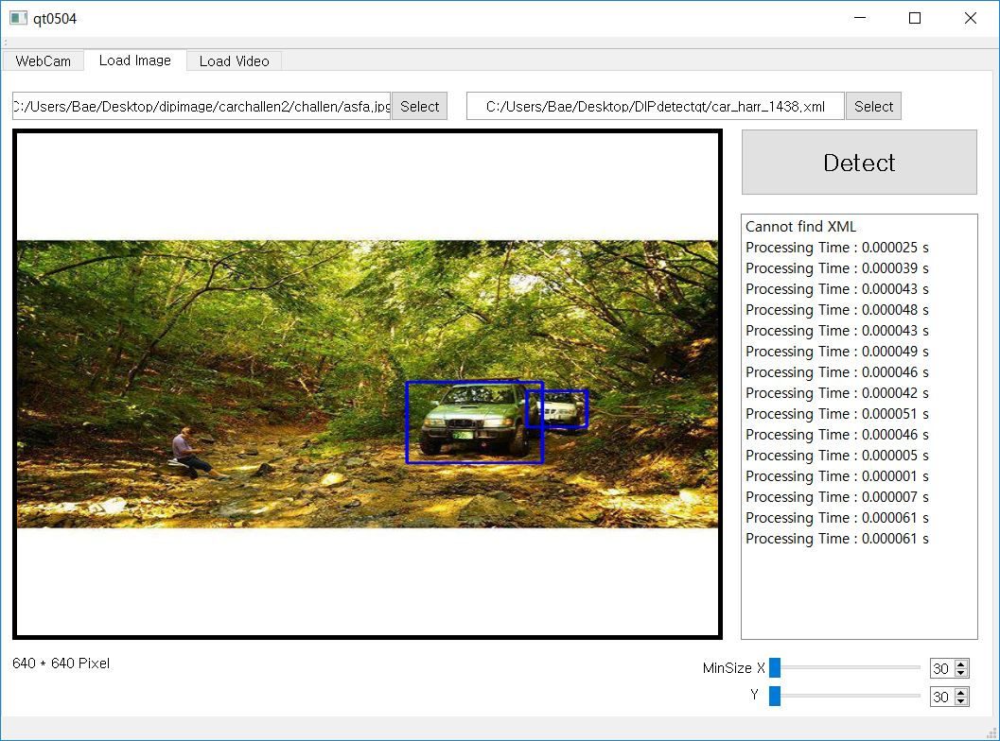 qt0504
WebCam
Load Image
Load Video
C:/Users/Bae/Desktop/dipimage/carchallen2/challen/asfa.jpg
Select
C:/Users/Bae/Desktop/DIPdetectqt/car_harr_1438.xml
Select
Detect
Cannot find XML
Processing Time : 0.000025 s
Processing Time : 0.000039 s
Processing Time : 0.000043 s
Processing Time : 0.000048 s
Processing Time : 0.000043 s
Processing Time : 0.000049 s
Processing Time : 0.000046 s
Processing Time : 0.000042 s
Processing Time : 0.000051 s
Processing Time : 0.000046 s
Processing Time : 0.000005 s
Processing Time : 0.000001 s
Processing Time : 0.000007 s
Processing Time : 0.000061 s
Processing Time : 0.000061 s
640 * 640 Pixel
MinSize X
30
Y
30